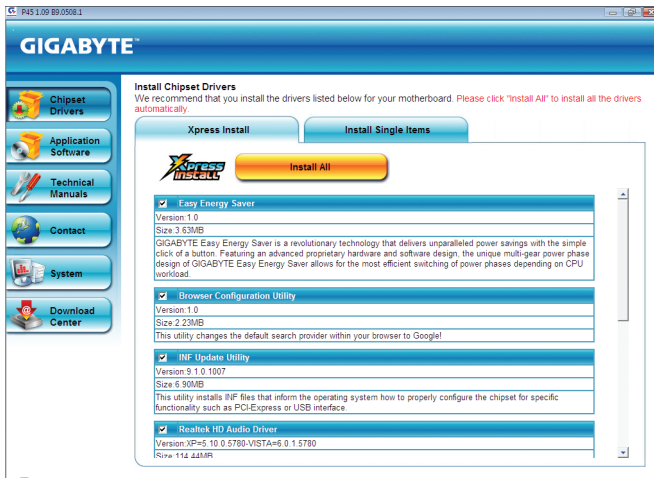 P45 1.09 B9.0508.1
GIGABYTE™
Chipset
Drivers
Application
Software
Technical
Manuals
Contact
System
Download
Center
Install Chipset Drivers
We recommend that you install the drivers listed below for your motherboard. Please click "Install All" to install all the drivers
automatically.
Xpress Install
Install Single Items
Xpress
Install
Install All
Easy Energy Saver
Version:1.0
Size:3.63MB
GIGABYTE Easy Energy Saver is a revolutionary technology that delivers unparalleled power savings with the simple
click of a button. Featuring an advanced proprietary hardware and software design, the unique multi-gear power phase
design of GIGABYTE Easy Energy Saver allows for the most efficient switching of power phases depending on CPU
workload.
Browser Configuration Utility
Version:1.0
Size:2.23MB
This utility changes the default search provider within your browser to Google!
INF Update Utility
Version:9.1.0.1007
Size:6.90MB
This utility installs INF files that inform the operating system how to properly configure the chipset for specific
functionality such as PCI-Express or USB interface.
Realtek HD Audio Driver
Version:XP=5.10.0.5780-VISTA=6.0.1.5780
Size:114.44MB